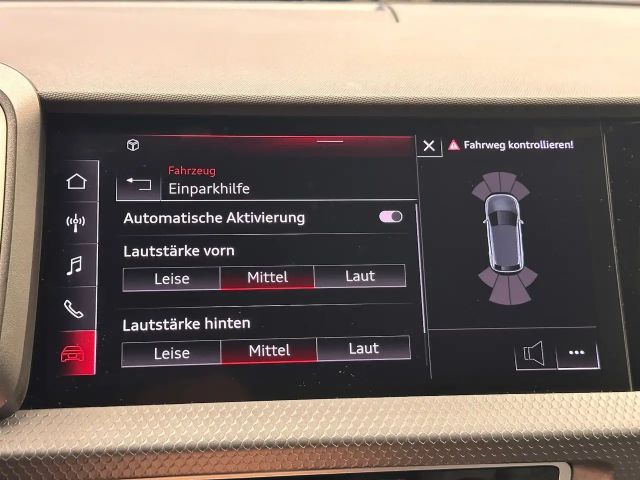 Fahrweg kontrollieren!
Fahrzeug
Einparkhilfe
Automatische Aktivierung
Lautstärke vorn
Leise Mittel Laut
Lautstärke hinten
Leise Mittel Laut